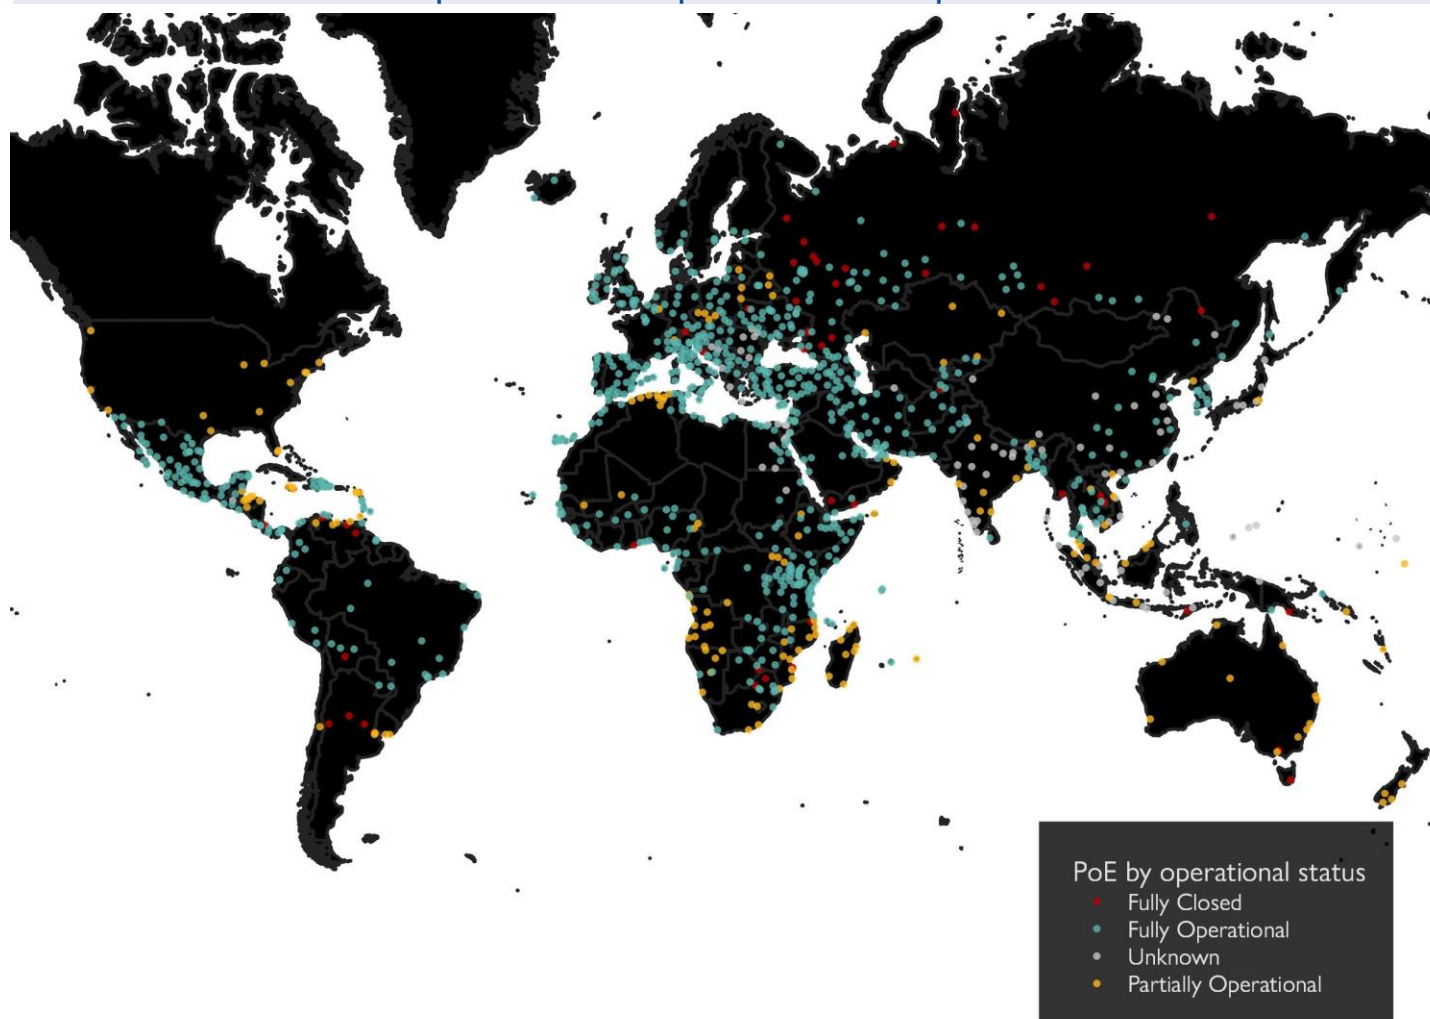 PoE by operational status
Fully Closed
Fully Operational
Unknown
Partially Operational